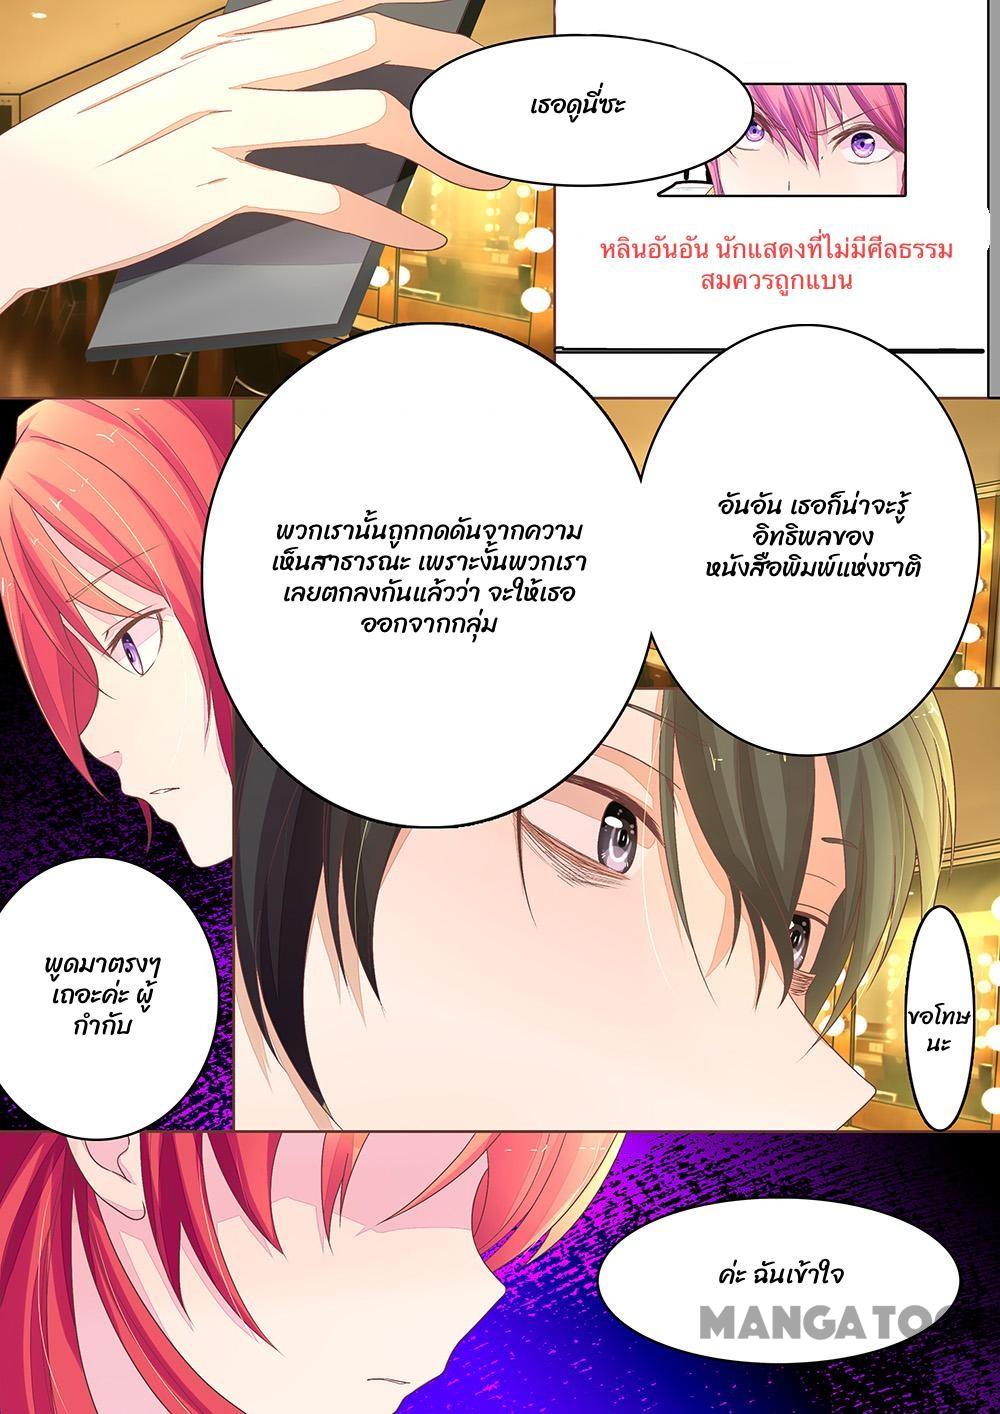 เธอดูนี่ซะ
หลินอันอัน นักแสดงที่ไม่มีศีลธรรม
สมควรถูกแบน
อันอัน เธอก็น่าจะรู้
อิทธิพลของ
หนังสือพิมพ์แห่งชาติ
พวกเรานั้นถูกกดดันจากความ
เห็นสาธารณะ เพราะงั้นพวกเรา
เลยตกลงกันแล้วว่า จะให้เธอ
ออกจากกลุ่ม
พูดมาตรงๆ
เถอะค่ะ ผู้
กำกับ
ขอโทษ
นะ
ค่ะ ฉันเข้าใจ
MANGATOO